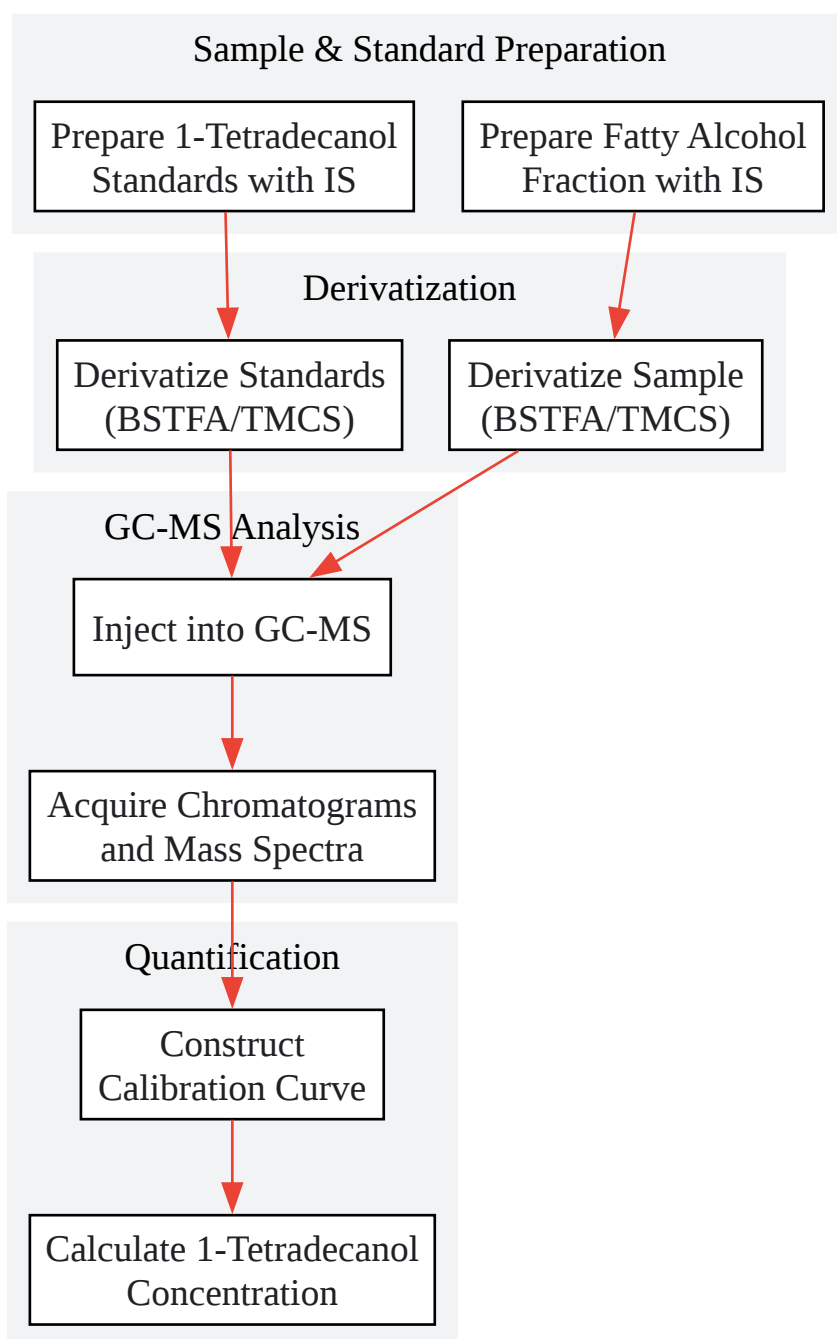 Sample & Standard Preparation
Prepare 1-Tetradecanol
Standards with IS
Prepare Fatty Alcohol
Fraction with IS
Derivatization
Derivatize Standards
(BSTFA/TMCS)
Derivatize Sample
(BSTFA/TMCS)
GC-MS Analysis
Inject into GC-MS
Acquire Chromatograms
and Mass Spectra
Quantification
Construct
Calibration Curve
Calculate 1-Tetradecanol
Concentration